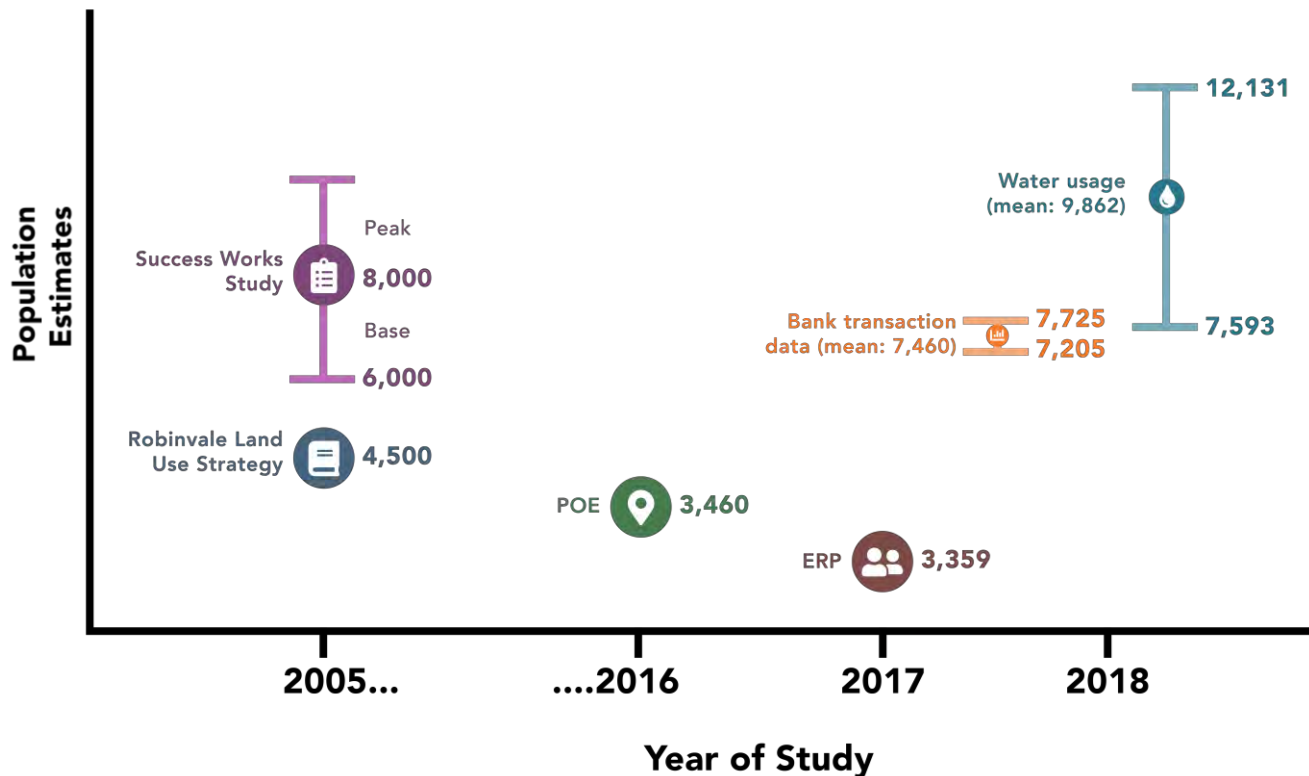 Population
Estimates
12,131
Water usage
(mean: 9,862)
Peak
Success Works
Study
8,000
Base
6,000
7,593
Bank transaction
data (mean: 7,460)
7,725
7,205
Robinvale Land
Use Strategy
4,500
POE
3,460
ERP
3,359
2005...
....2016
2017
2018
Year of Study